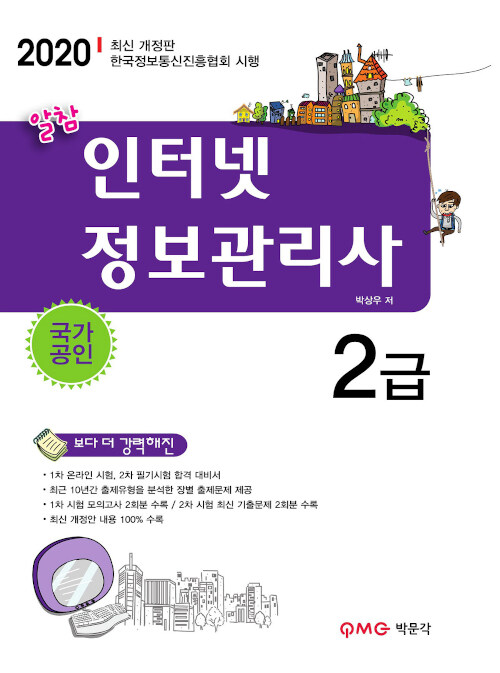 2020 최신 개정판
한국정보통신진흥협회 시행
알참
인터넷
정보관리사
박상우 저
국가
공인
2급
보다 더 강력해진
• 1차 온라인 시험, 2차 필기시험 합격 대비서
• 최근 10년간 출제유형을 분석한 장별 출제문제 제공
• 1차 시험 모의고사 2회분 수록 / 2차 시험 최신 기출문제 2회분 수록
• 최신 개정안 내용 100% 수록
PMG 박문각